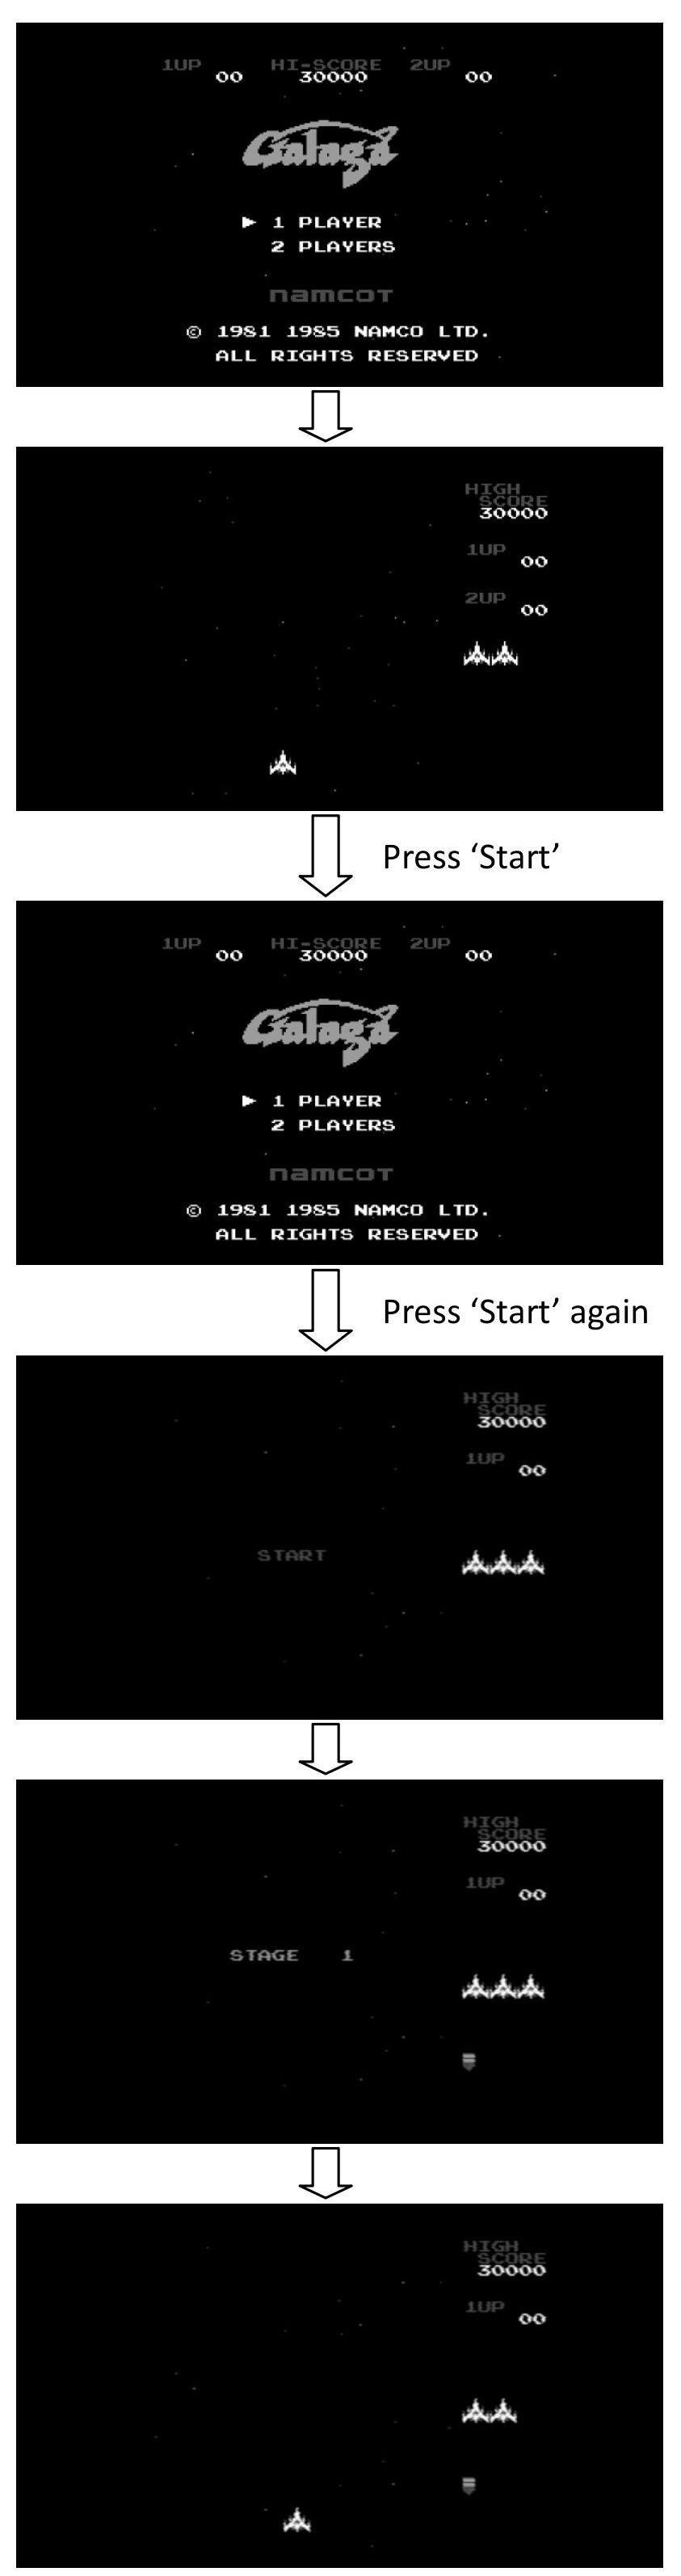 1UP HI-SCORE 2UP
00 30000 00
Galaga
▶ 1 PLAYER
2 PLAYERS
namcot
© 1981 1985 NAMCO LTD.
ALL RIGHTS RESERVED
HIGH
SCORE
30000
1UP
00
2UP
00
Press ‘Start’
1UP HI-SCORE 2UP
00 30000 00
Galaga
▶ 1 PLAYER
2 PLAYERS
namcot
© 1981 1985 NAMCO LTD.
ALL RIGHTS RESERVED
Press ‘Start’ again
HIGH
SCORE
30000
1UP
00
START
HIGH
SCORE
30000
1UP
00
STAGE 1
HIGH
SCORE
30000
1UP
00